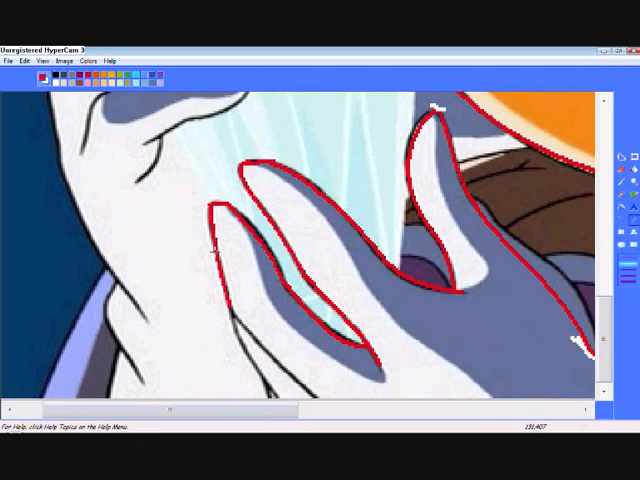 Unregistered HyperCam 3
File Edit View Image Colors Help
For Help, click Help Topics on the Help Menu.
131,407